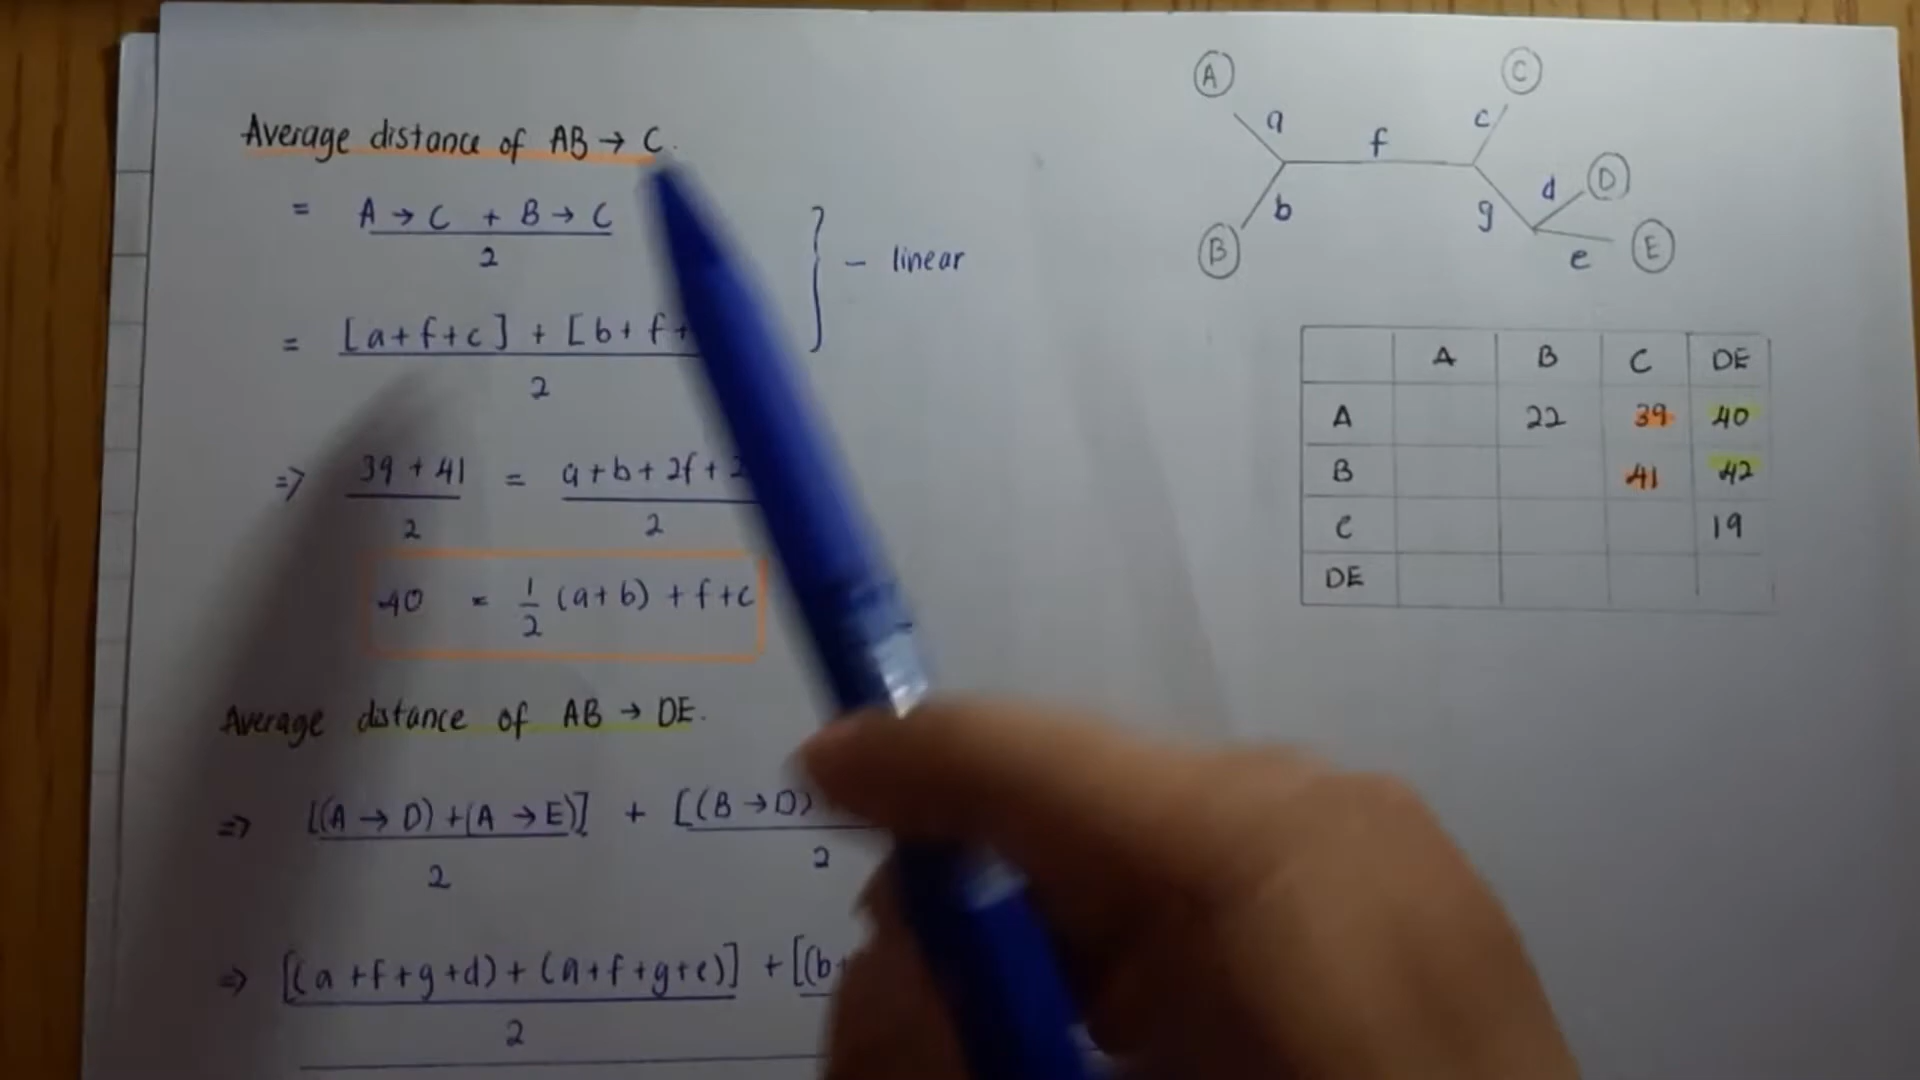 Average distance of AB → C.
= A → C + B → C
2
= [a+f+c] + [b+f+
2
} - linear
=> 39 + 41 = a+b+2f+2
2 2
40 = 1/2 (a+b) + f+c
Average distance of AB → DE.
=> [(A → D)+(A → E)] + [(B → D)
2 2
=> [(a+f+g+d)+(a+f+g+e)] + [(b+
2
A
a
B
b
f
C
c
g
d
D
e
E
A B C DE
A 22 39 40
B 41 42
C 19
DE